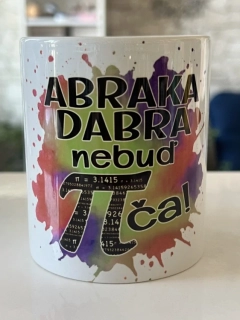 ABRAKA
DABRA
nebuď
π ča!
π = 3.1415